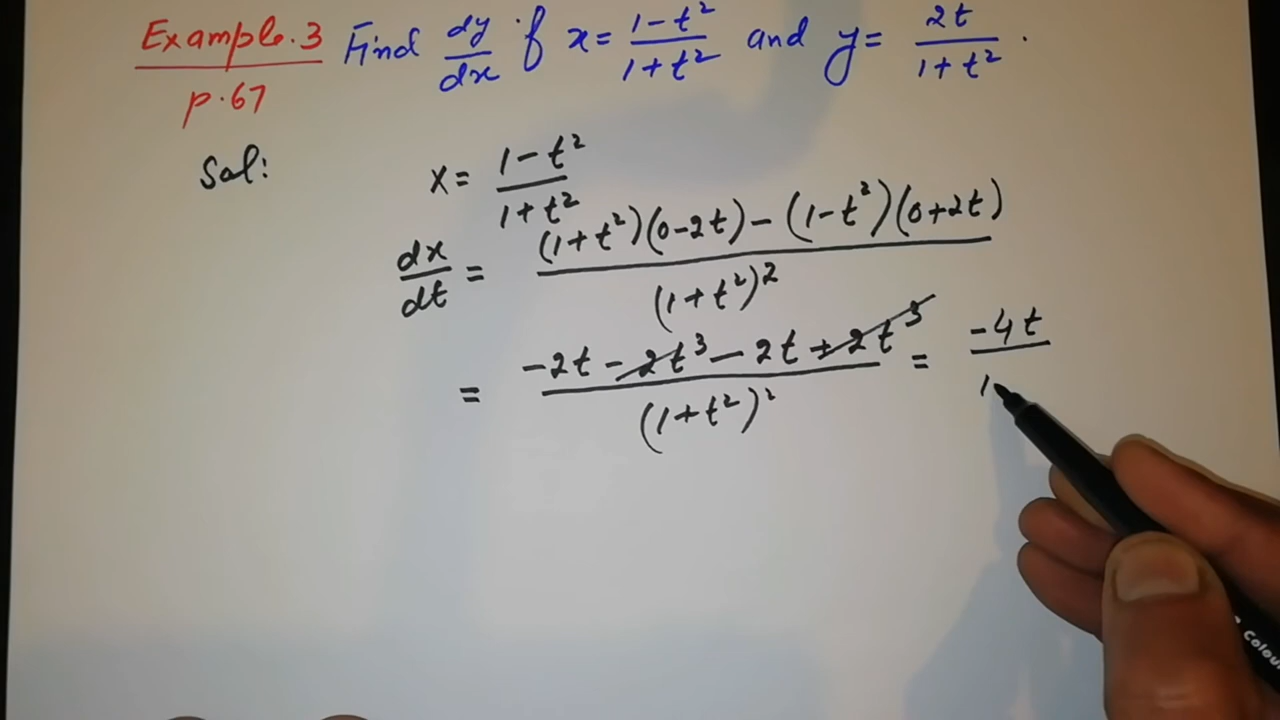 Example.3 Find dy/dx if x = (1-t²)/(1+t²) and y = 2t/(1+t²).
p.67
Sol: x = (1-t²)/(1+t²)
dx/dt = ((1+t²)(0-2t) - (1-t²)(0+2t))/(1+t²)²
= (-2t - 2t³ - 2t + 2t³)/(1+t²)² = -4t/1
Colou